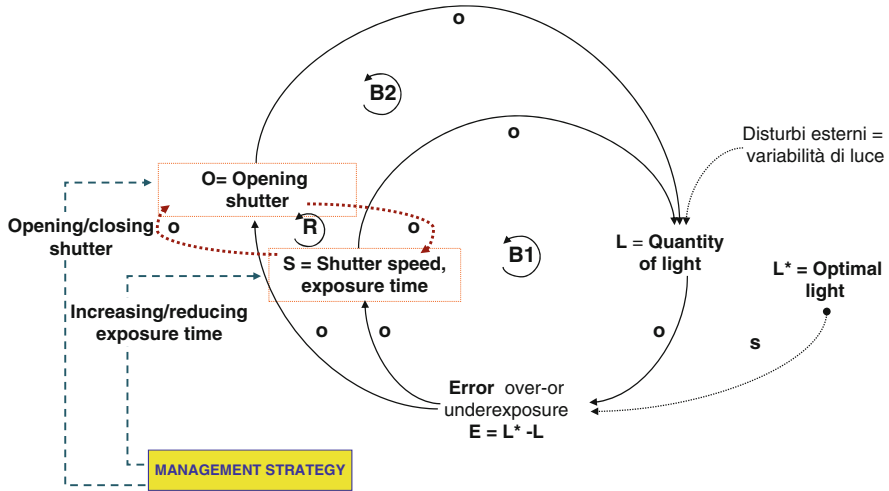 o
B2
o
Disturbi esterni =
variabilità di luce
O= Opening
shutter
Opening/closing
shutter
o
R
o
S = Shutter speed,
exposure time
B1
L = Quantity
of light
L* = Optimal
light
Increasing/reducing
exposure time
o
o
o
s
Error over-or
underexposure
E = L* -L
MANAGEMENT STRATEGY